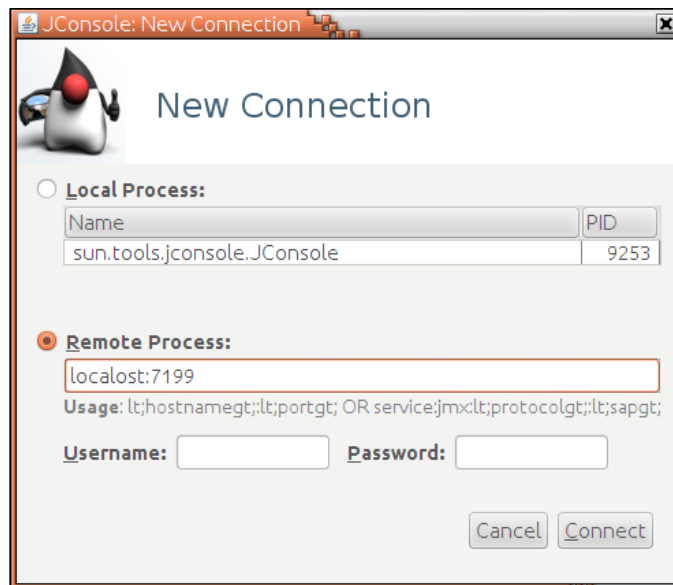 JConsole: New Connection
New Connection
Local Process:
Name PID
sun.tools.jconsole.JConsole 9253
Remote Process:
localost:7199
Usage: lt;hostnamegt;:lt;portgt; OR service:jmx:lt;protocolgt;:lt;sapgt;
Username: Password:
Cancel Connect